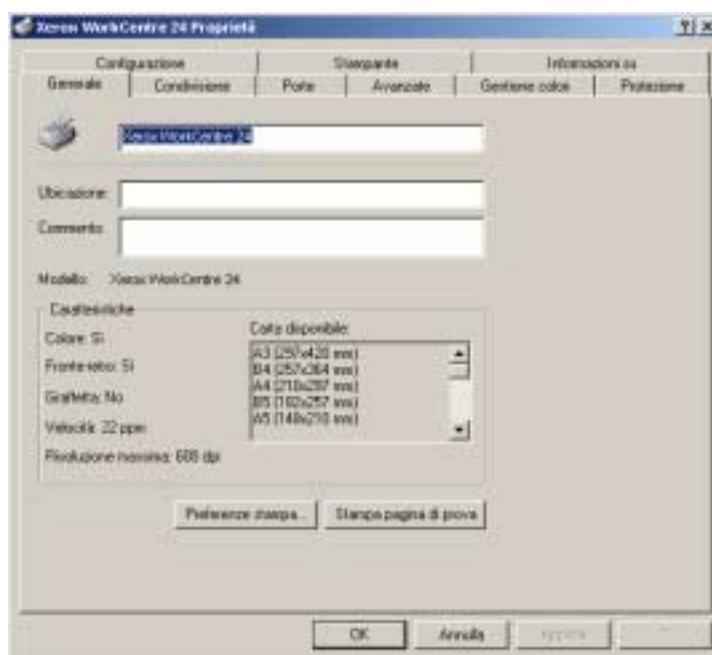 Xerox WorkCentre 24 Proprietà
Configurazione Stampante Informazioni su
Generale Condivisione Porte Avanzate Gestione colori Protezione
Xerox WorkCentre 24
Ubicazione:
Commento:
Modello: Xerox WorkCentre 24
Caratteristiche
Colore: Sì
Carta disponibile:
Fronte-retro: Sì
A3 (297x420 mm)
B4 (257x364 mm)
A4 (210x297 mm)
B5 (182x257 mm)
A5 (148x210 mm)
Graffetta: No
Velocità: 22 ppm
Risoluzione massima: 600 dpi
Preferenze stampa... Stampa pagina di prova
OK Annulla